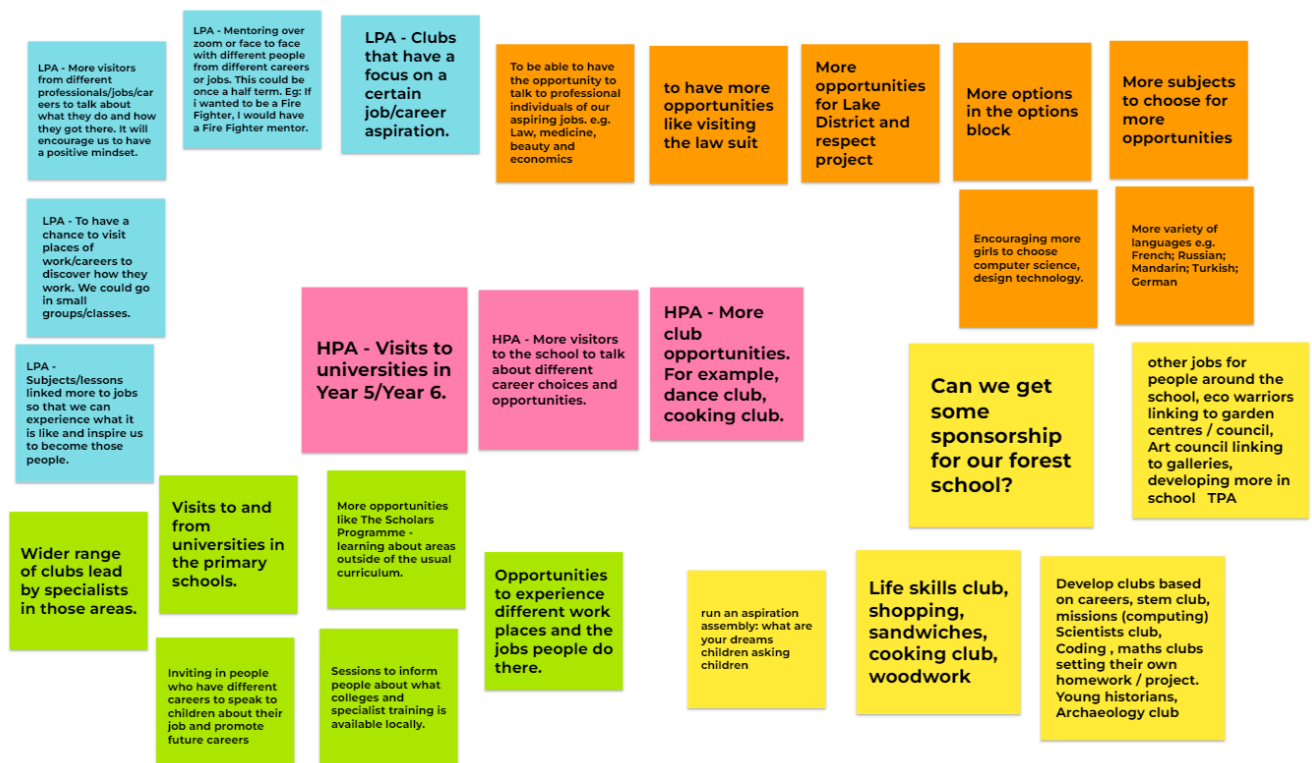 LPA - More visitors
from different
professionals/jobs/car
eers to talk about
what they do and how
they got there. It will
encourage us to have
a positive mindset.
LPA - Mentoring over
zoom or face to face
with different people
from different careers
or jobs. This could be
once a half term. Eg: If
i wanted to be a Fire
Fighter, I would have
a Fire Fighter mentor.
LPA - Clubs
that have a
focus on a
certain
job/career
aspiration.
To be able to have
the opportunity to
talk to professional
individuals of our
aspiring jobs. e.g.
Law, medicine,
beauty and
economics
to have more
opportunities
like visiting
the law suit
More
opportunities
for Lake
District and
respect
project
More options
in the options
block
More subjects
to choose for
more
opportunities
LPA - To have a
chance to visit
places of
work/careers to
discover how they
work. We could go
in small
groups/classes.
Encouraging more
girls to choose
computer science,
design technology.
More variety of
languages e.g.
French; Russian;
Mandarin; Turkish;
German
HPA - Visits to
universities in
Year 5/Year 6.
HPA - More visitors
to the school to talk
about different
career choices and
opportunities.
HPA - More
club
opportunities.
For example,
dance club,
cooking club.
LPA -
Subjects/lessons
linked more to jobs
so that we can
experience what it
is like and inspire us
to become those
people.
Can we get
some
sponsorship
for our forest
school?
other jobs for
people around the
school, eco warriors
linking to garden
centres / council,
Art council linking
to galleries,
developing more in
school TPA
Wider range
of clubs lead
by specialists
in those areas.
Visits to and
from
universities in
the primary
schools.
More opportunities
like The Scholars
Programme -
learning about areas
outside of the usual
curriculum.
Opportunities
to experience
different work
places and the
jobs people do
there.
run an aspiration
assembly: what are
your dreams
children asking
children
Life skills club,
shopping,
sandwiches,
cooking club,
woodwork
Develop clubs based
on careers, stem club,
missions (computing)
Scientists club,
Coding , maths clubs
setting their own
homework / project.
Young historians,
Archaeology club
Inviting in people
who have different
careers to speak to
children about their
job and promote
future careers
Sessions to inform
people about what
colleges and
specialist training is
available locally.